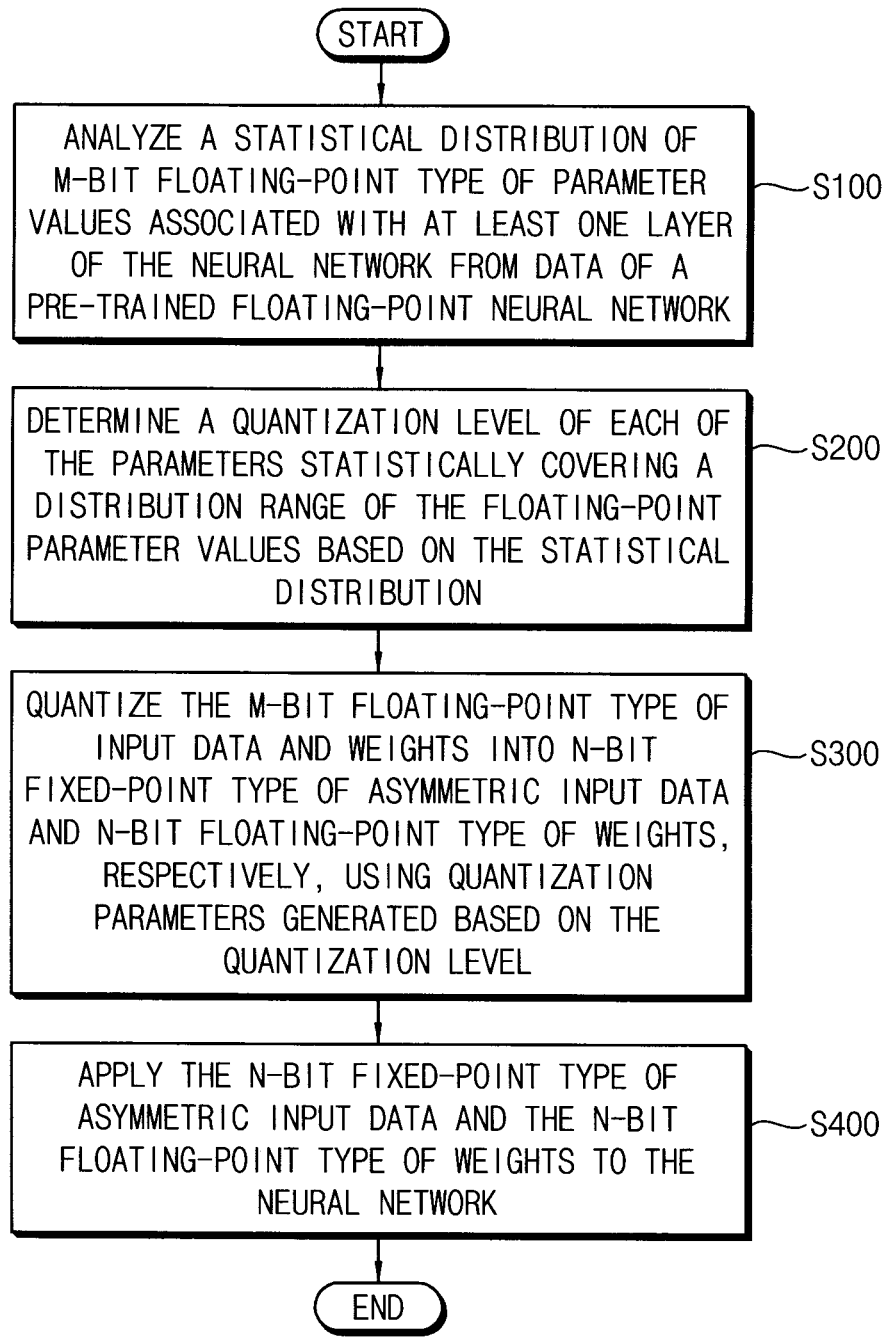 START
ANALYZE A STATISTICAL DISTRIBUTION OF
M-BIT FLOATING-POINT TYPE OF PARAMETER
VALUES ASSOCIATED WITH AT LEAST ONE LAYER
OF THE NEURAL NETWORK FROM DATA OF A
PRE-TRAINED FLOATING-POINT NEURAL NETWORK
S100
DETERMINE A QUANTIZATION LEVEL OF EACH OF
THE PARAMETERS STATISTICALLY COVERING A
DISTRIBUTION RANGE OF THE FLOATING-POINT
PARAMETER VALUES BASED ON THE STATISTICAL
DISTRIBUTION
S200
QUANTIZE THE M-BIT FLOATING-POINT TYPE OF
INPUT DATA AND WEIGHTS INTO N-BIT
FIXED-POINT TYPE OF ASYMMETRIC INPUT DATA
AND N-BIT FLOATING-POINT TYPE OF WEIGHTS,
RESPECTIVELY, USING QUANTIZATION
PARAMETERS GENERATED BASED ON THE
QUANTIZATION LEVEL
S300
APPLY THE N-BIT FIXED-POINT TYPE OF
ASYMMETRIC INPUT DATA AND THE N-BIT
FLOATING-POINT TYPE OF WEIGHTS TO THE
NEURAL NETWORK
S400
END